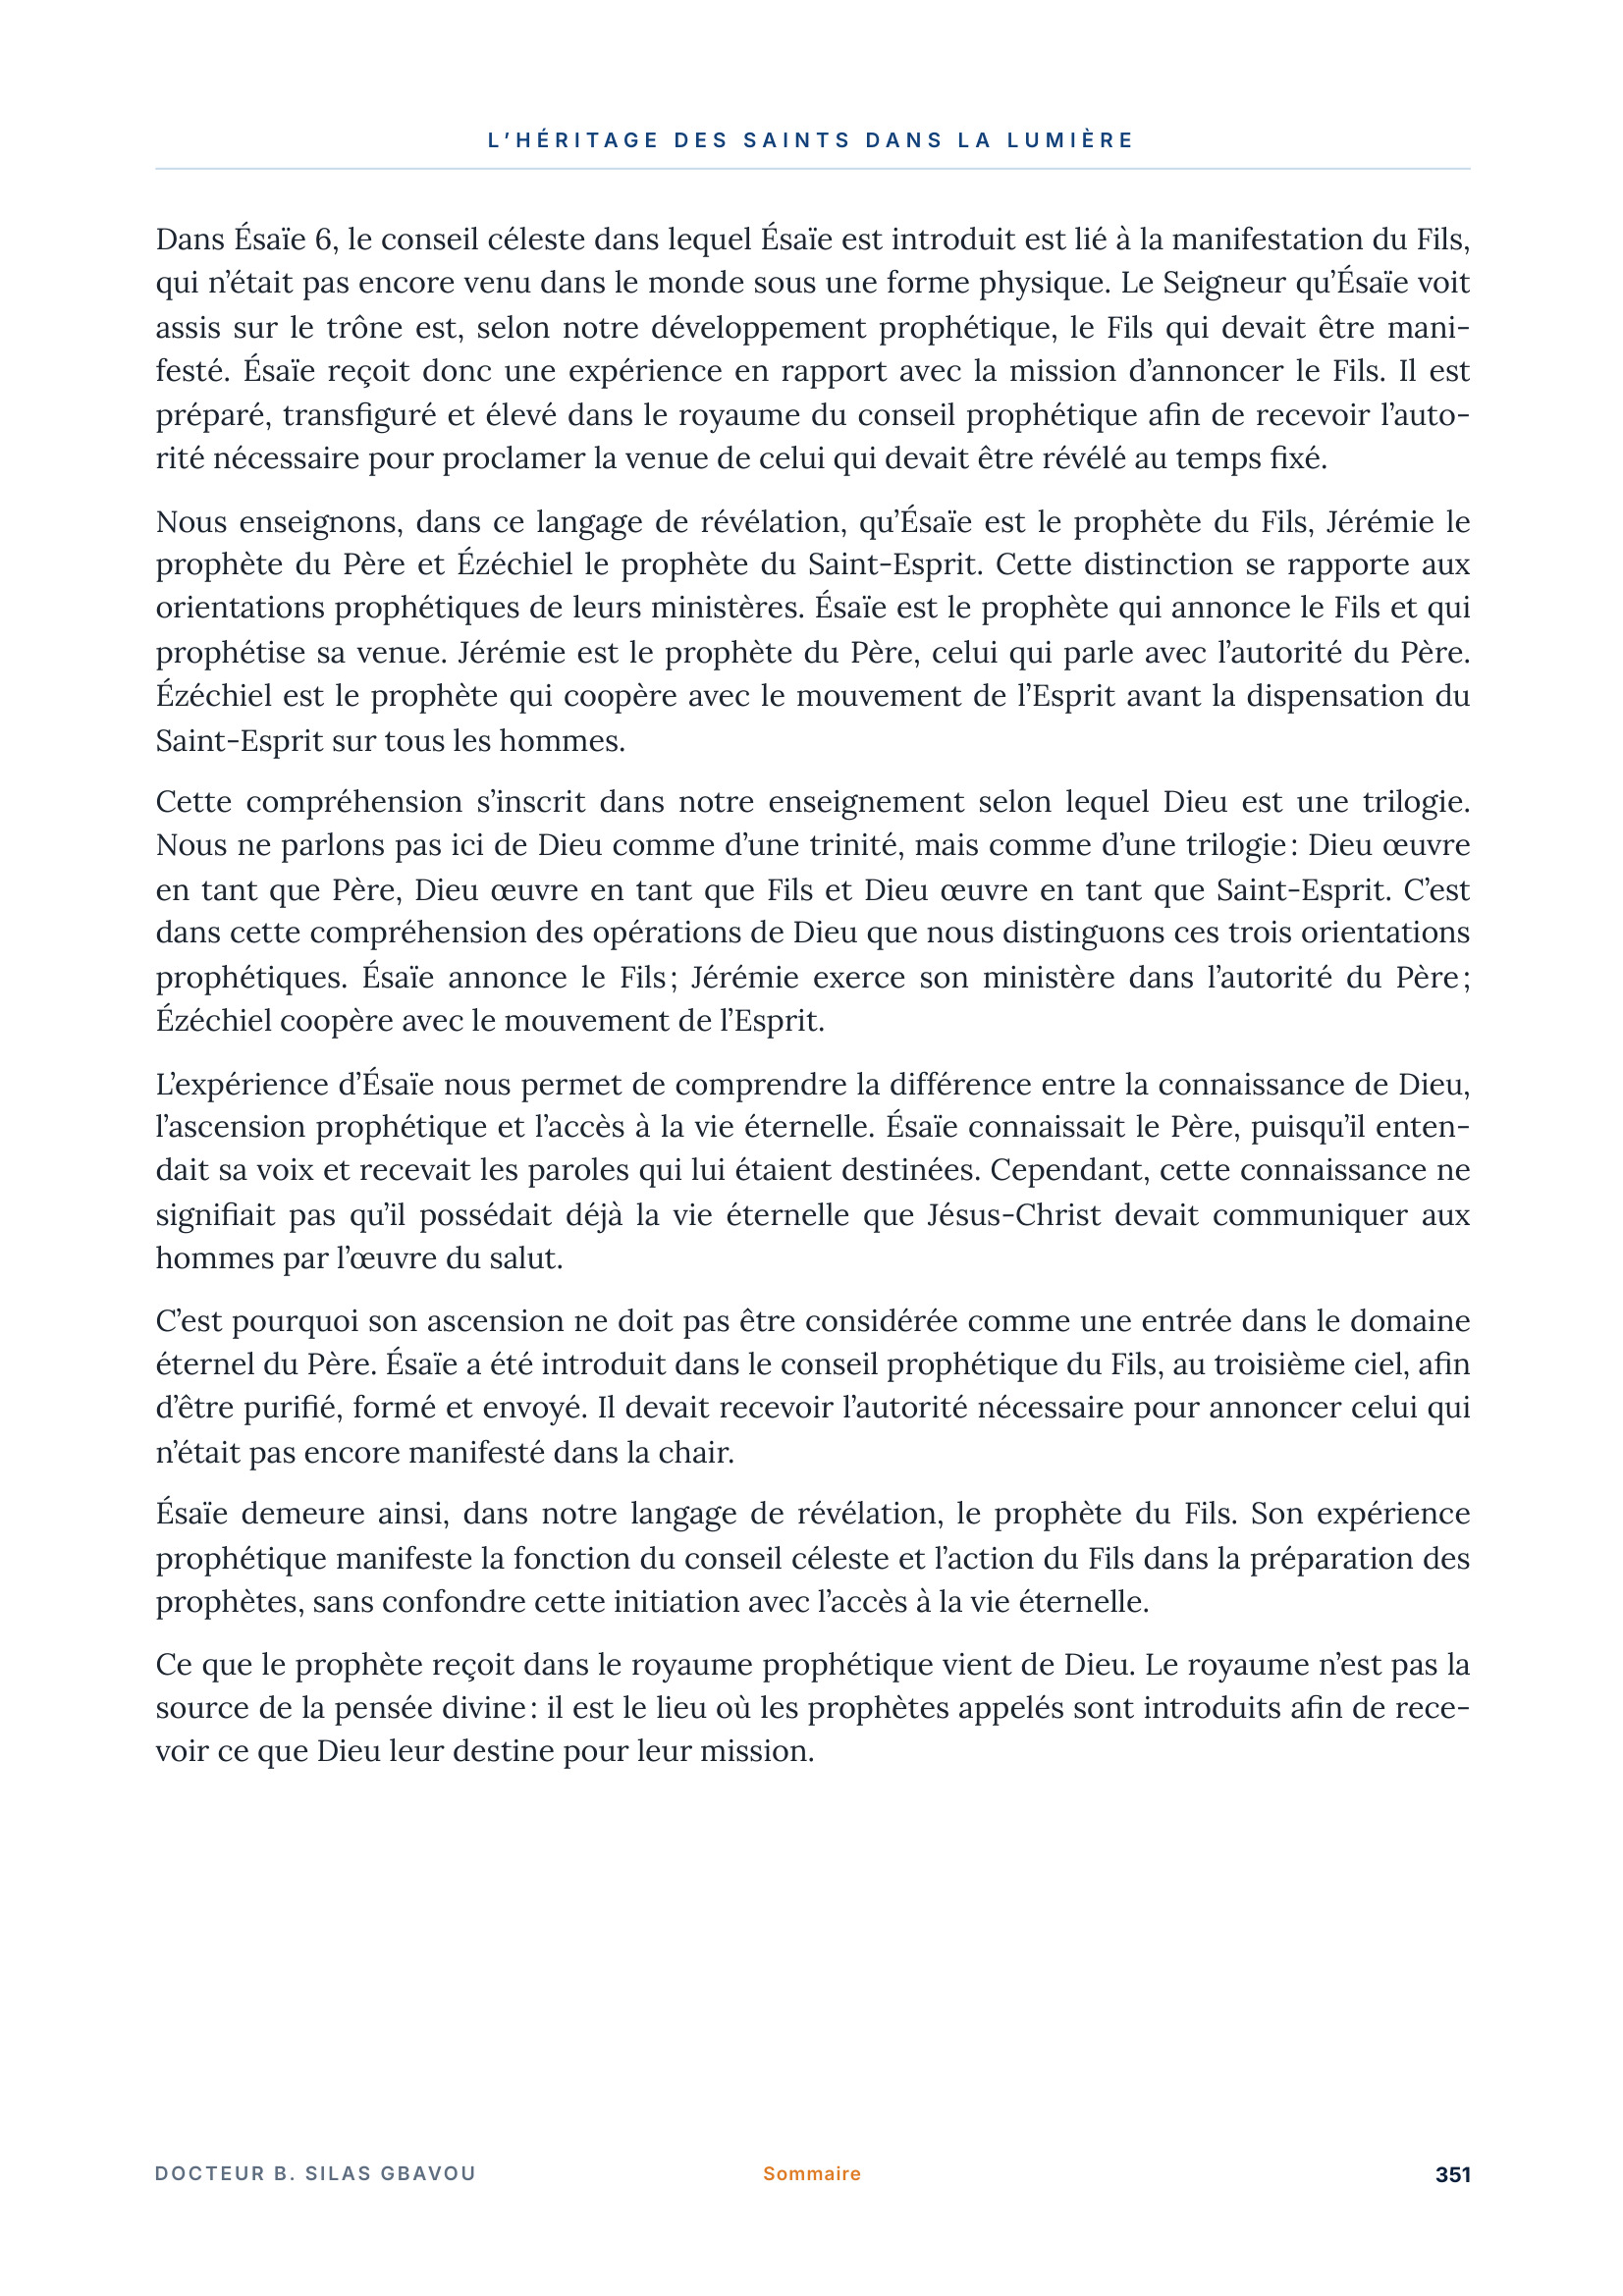 L’HÉRITAGE DES SAINTS DANS LA LUMIÈRE
Dans Ésaïe 6, le conseil céleste dans lequel Ésaïe est introduit est lié à la manifestation du Fils,
qui n’était pas encore venu dans le monde sous une forme physique. Le Seigneur qu’Ésaïe voit
assis sur le trône est, selon notre développement prophétique, le Fils qui devait être mani-
festé. Ésaïe reçoit donc une expérience en rapport avec la mission d’annoncer le Fils. Il est
préparé, transfiguré et élevé dans le royaume du conseil prophétique afin de recevoir l’auto-
rité nécessaire pour proclamer la venue de celui qui devait être révélé au temps fixé.
Nous enseignons, dans ce langage de révélation, qu’Ésaïe est le prophète du Fils, Jérémie le
prophète du Père et Ézéchiel le prophète du Saint-Esprit. Cette distinction se rapporte aux
orientations prophétiques de leurs ministères. Ésaïe est le prophète qui annonce le Fils et qui
prophétise sa venue. Jérémie est le prophète du Père, celui qui parle avec l’autorité du Père.
Ézéchiel est le prophète qui coopère avec le mouvement de l’Esprit avant la dispensation du
Saint-Esprit sur tous les hommes.
Cette compréhension s’inscrit dans notre enseignement selon lequel Dieu est une trilogie.
Nous ne parlons pas ici de Dieu comme d’une trinité, mais comme d’une trilogie : Dieu œuvre
en tant que Père, Dieu œuvre en tant que Fils et Dieu œuvre en tant que Saint-Esprit. C’est
dans cette compréhension des opérations de Dieu que nous distinguons ces trois orientations
prophétiques. Ésaïe annonce le Fils ; Jérémie exerce son ministère dans l’autorité du Père ;
Ézéchiel coopère avec le mouvement de l’Esprit.
L’expérience d’Ésaïe nous permet de comprendre la différence entre la connaissance de Dieu,
l’ascension prophétique et l’accès à la vie éternelle. Ésaïe connaissait le Père, puisqu’il enten-
dait sa voix et recevait les paroles qui lui étaient destinées. Cependant, cette connaissance ne
signifiait pas qu’il possédait déjà la vie éternelle que Jésus-Christ devait communiquer aux
hommes par l’œuvre du salut.
C’est pourquoi son ascension ne doit pas être considérée comme une entrée dans le domaine
éternel du Père. Ésaïe a été introduit dans le conseil prophétique du Fils, au troisième ciel, afin
d’être purifié, formé et envoyé. Il devait recevoir l’autorité nécessaire pour annoncer celui qui
n’était pas encore manifesté dans la chair.
Ésaïe demeure ainsi, dans notre langage de révélation, le prophète du Fils. Son expérience
prophétique manifeste la fonction du conseil céleste et l’action du Fils dans la préparation des
prophètes, sans confondre cette initiation avec l’accès à la vie éternelle.
Ce que le prophète reçoit dans le royaume prophétique vient de Dieu. Le royaume n’est pas la
source de la pensée divine : il est le lieu où les prophètes appelés sont introduits afin de rece-
voir ce que Dieu leur destine pour leur mission.
DOCTEUR B. SILAS GBAVOU
Sommaire
351